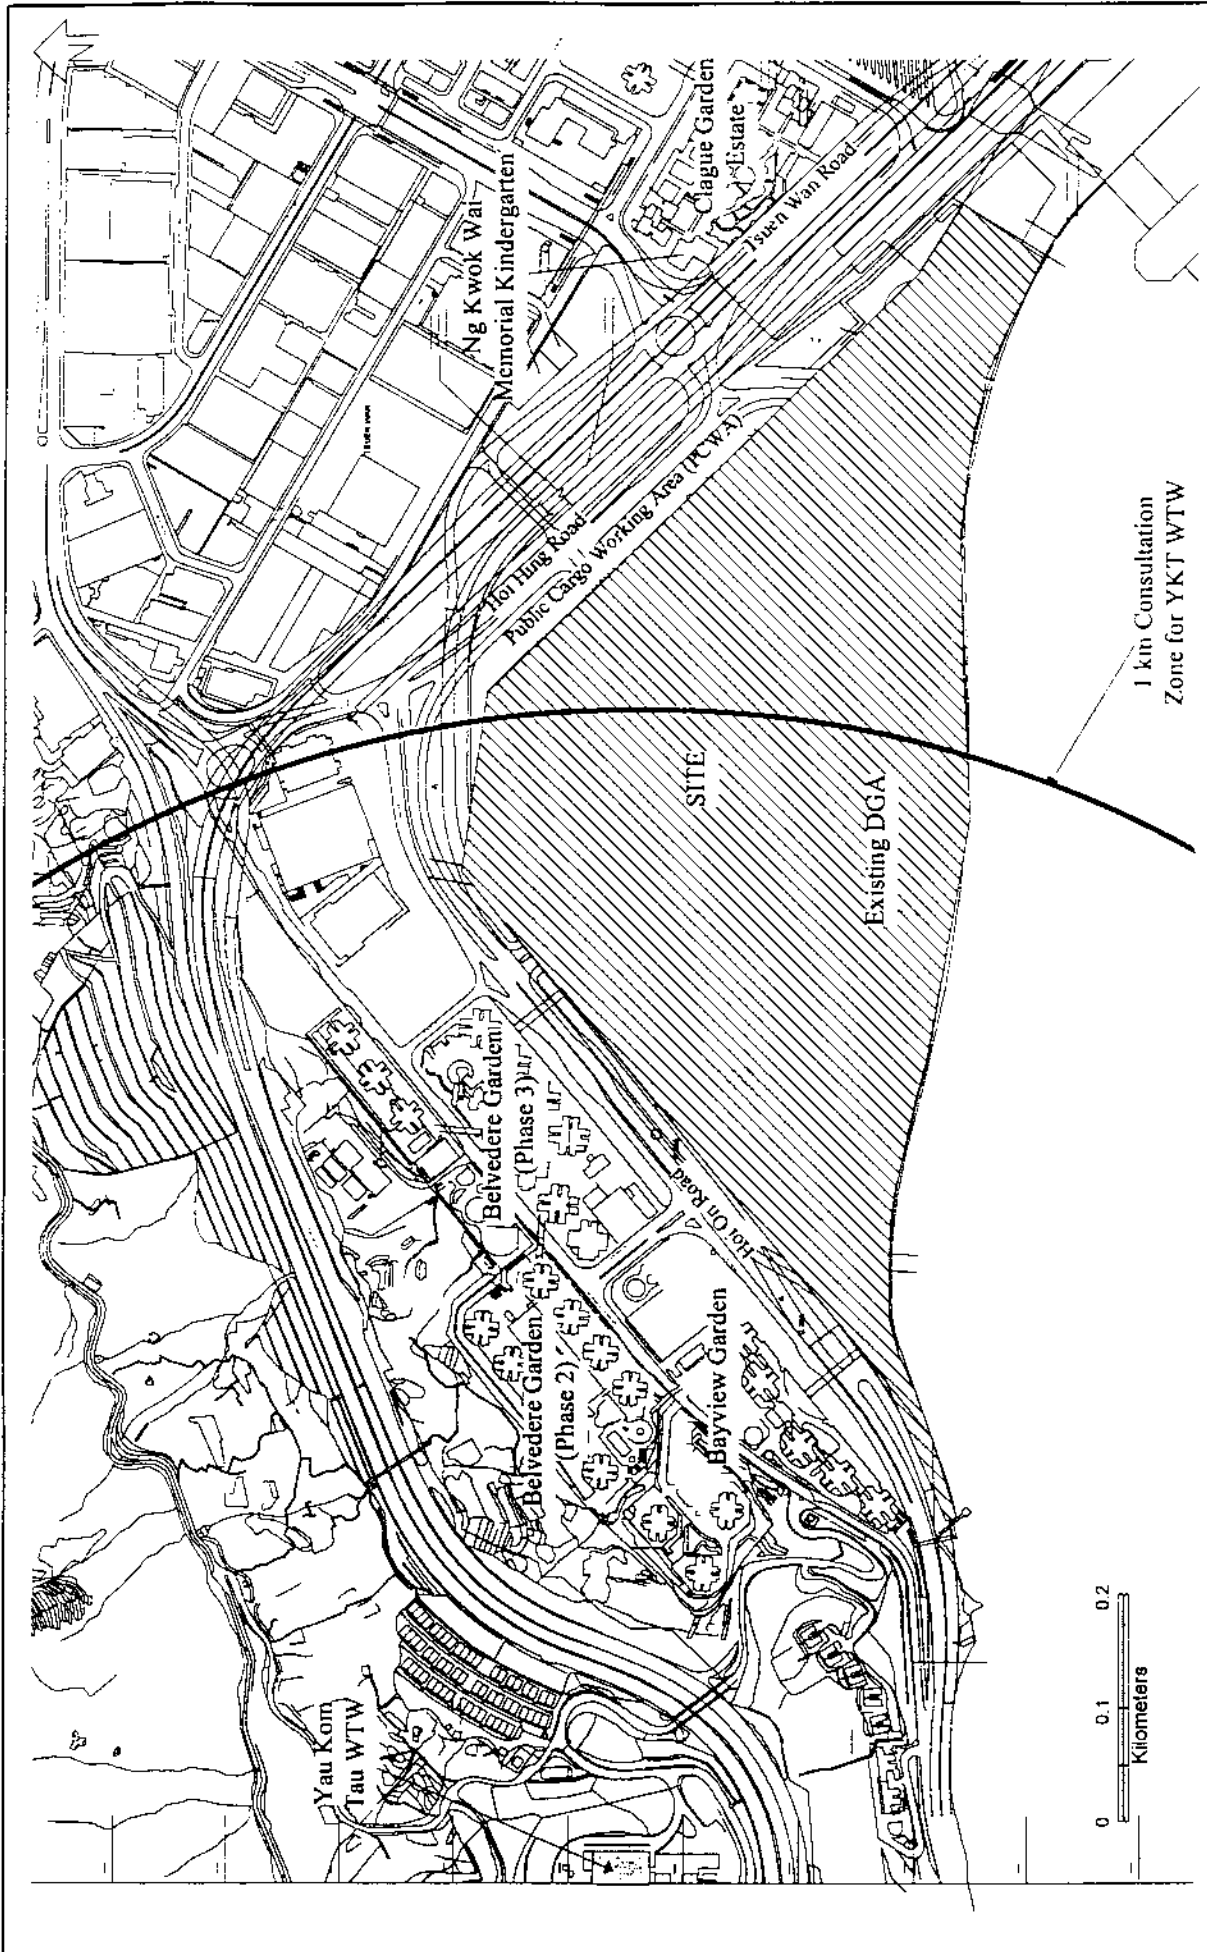 N
Clague Garden
Estate
Ng Kwok Wai
Memorial Kindergarten
Tsuen Wan Road
Hoi Hing Road
Public Cargo Working Area (PCWA)
1 km Consultation
Zone for YKT WTW
SITE
Existing DGA
Belvedere Garden
(Phase 3)
Hoi On Road
Belvedere Garden
(Phase 2)
Bayview Garden
Yau Kom
Tau WTW
0 0.1 0.2
Kilometers